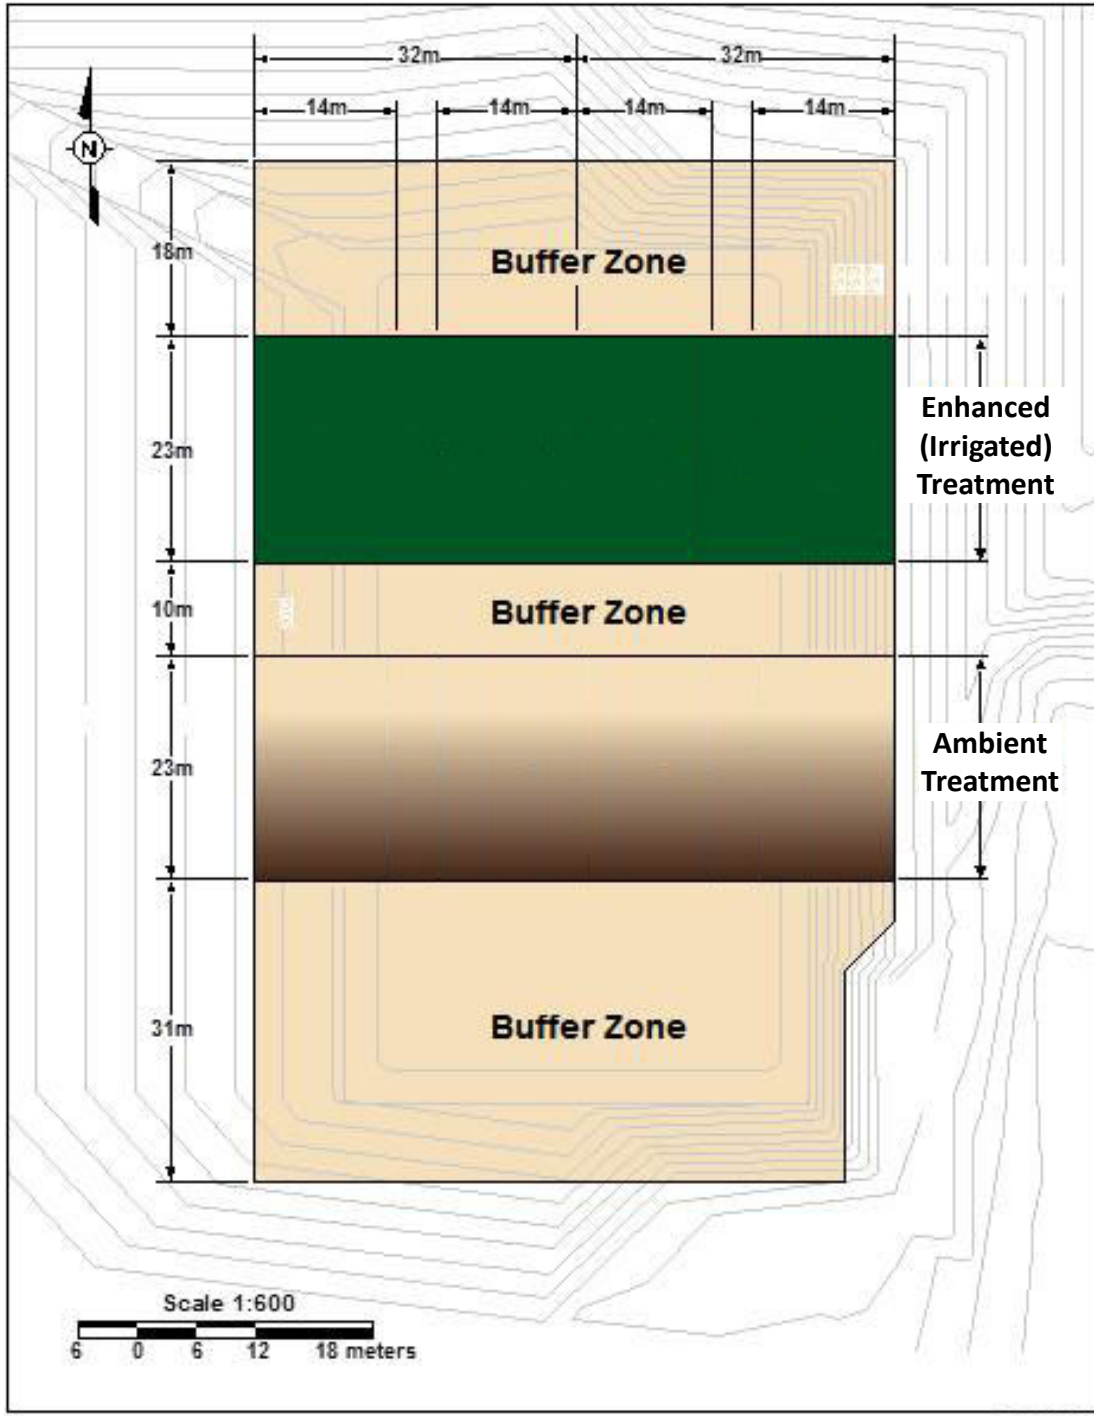 32m 32m
14m 14m 14m 14m
N
18m
Buffer Zone
23m
Enhanced
(Irrigated)
Treatment
10m
Buffer Zone
23m
Ambient
Treatment
31m
Buffer Zone
Scale 1:600
6 0 6 12 18 meters